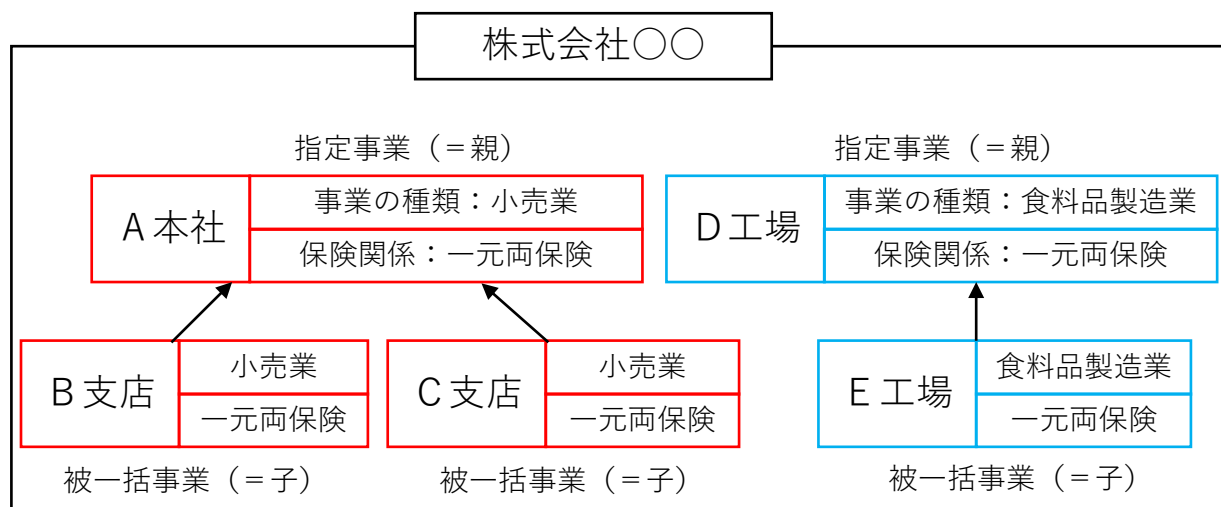 株式会社○○
指定事業（＝親）
指定事業（＝親）
Ａ本社
事業の種類：小売業
保険関係：一元両保険
Ｄ工場
事業の種類：食料品製造業
保険関係：一元両保険
Ｂ支店
小売業
一元両保険
Ｃ支店
小売業
一元両保険
Ｅ工場
食料品製造業
一元両保険
被一括事業（＝子）
被一括事業（＝子）
被一括事業（＝子）